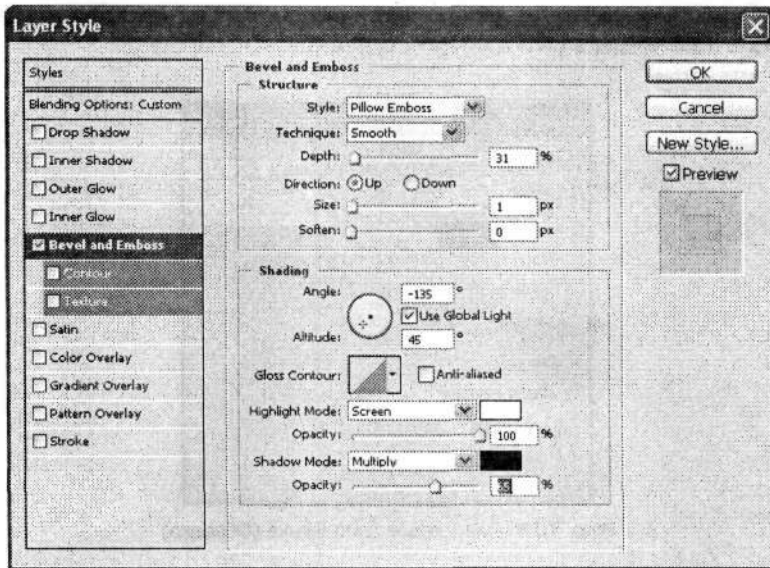 Layer Style
Styles
Blending Options: Custom
Drop Shadow
Inner Shadow
Outer Glow
Inner Glow
Bevel and Emboss
Contour
Texture
Satin
Color Overlay
Gradient Overlay
Pattern Overlay
Stroke
Bevel and Emboss
Structure
Style: Pillow Emboss
Technique: Smooth
Depth: 31 %
Direction: Up Down
Size: 1 px
Soften: 0 px
Shading
Angle: -135 °
Use Global Light
Altitude: 45 °
Gloss Contour: Anti-aliased
Highlight Mode: Screen
Opacity: 100 %
Shadow Mode: Multiply
Opacity: %
OK
Cancel
New Style...
Preview